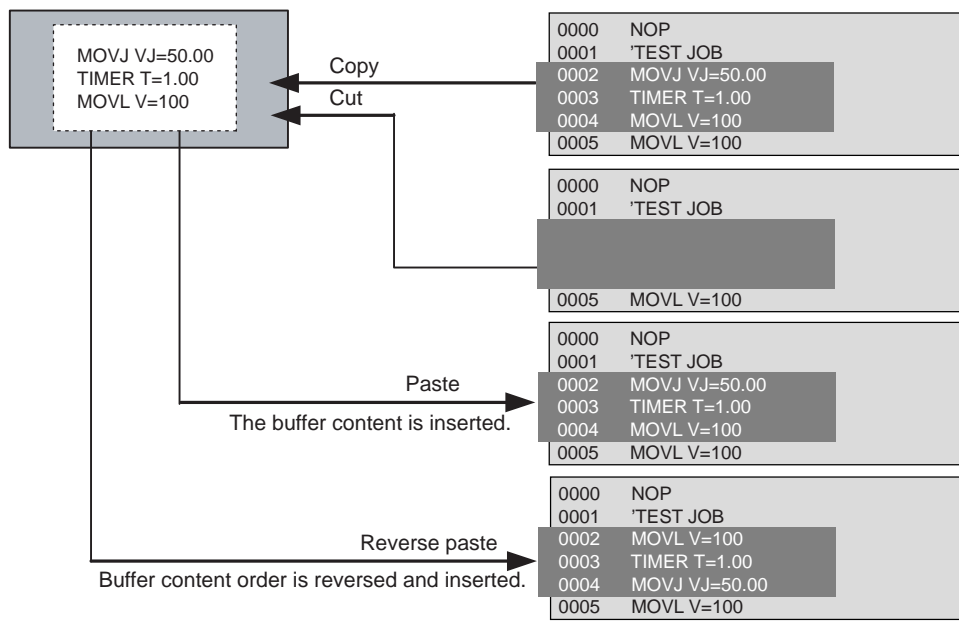 MOVJ VJ=50.00
TIMER T=1.00
MOVL V=100
Copy
Cut
0000 NOP
0001 ’TEST JOB
0002 MOVJ VJ=50.00
0003 TIMER T=1.00
0004 MOVL V=100
0005 MOVL V=100
0000 NOP
0001 ’TEST JOB
0005 MOVL V=100
Paste
The buffer content is inserted.
0000 NOP
0001 ’TEST JOB
0002 MOVJ VJ=50.00
0003 TIMER T=1.00
0004 MOVL V=100
0005 MOVL V=100
Reverse paste
Buffer content order is reversed and inserted.
0000 NOP
0001 ’TEST JOB
0002 MOVL V=100
0003 TIMER T=1.00
0004 MOVJ VJ=50.00
0005 MOVL V=100